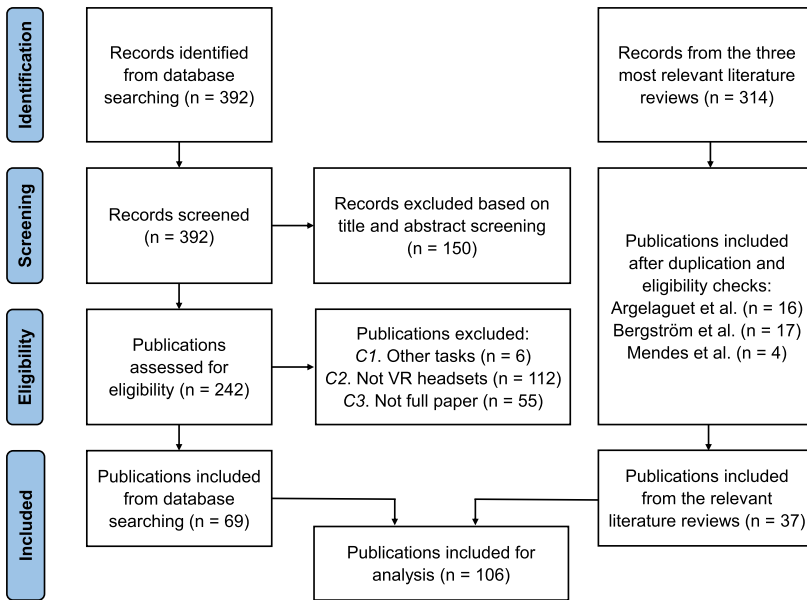 Identification
Records identified
from database
searching (n = 392)
Records from the three
most relevant literature
reviews (n = 314)
Screening
Records screened
(n = 392)
Records excluded based on
title and abstract screening
(n = 150)
Publications included
after duplication and
eligibility checks:
Argelaguet et al. (n = 16)
Bergström et al. (n = 17)
Mendes et al. (n = 4)
Eligibility
Publications
assessed for
eligibility (n = 242)
Publications excluded:
C1. Other tasks (n = 6)
C2. Not VR headsets (n = 112)
C3. Not full paper (n = 55)
Included
Publications included
from database
searching (n = 69)
Publications included
from the relevant
literature reviews (n = 37)
Publications included for
analysis (n = 106)